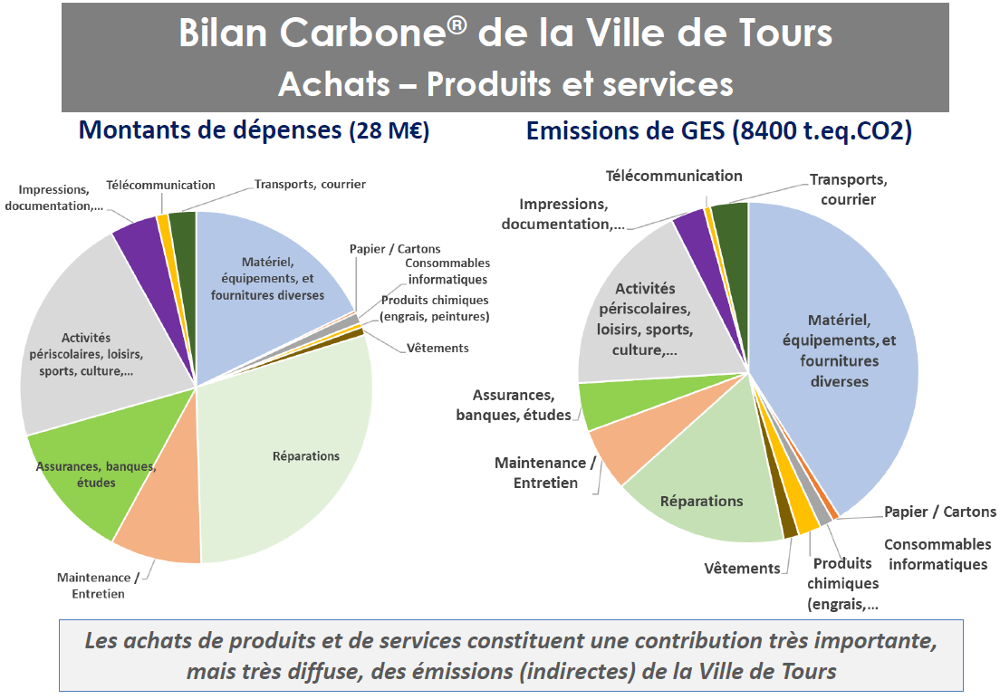 Bilan Carbone® de la Ville de Tours
Achats – Produits et services
Montants de dépenses (28 M€)
Impressions,
documentation,...
Télécommunication
Transports, courrier
Matériel,
équipements, et
fournitures diverses
Papier / Cartons
Consommables
informatiques
Produits chimiques
(engrais, peintures)
Vêtements
Activités
périscolaires, loisirs,
sports, culture,...
Assurances, banques,
études
Réparations
Maintenance /
Entretien
Emissions de GES (8400 t.eq.CO2)
Télécommunication
Transports,
courrier
Impressions,
documentation,...
Activités
périscolaires,
loisirs, sports,
culture,...
Matériel,
équipements, et
fournitures
diverses
Assurances,
banques, études
Maintenance /
Entretien
Réparations
Vêtements
Produits
chimiques
(engrais,...
Papier / Cartons
Consommables
informatiques
Les achats de produits et de services constituent une contribution très importante,
mais très diffuse, des émissions (indirectes) de la Ville de Tours